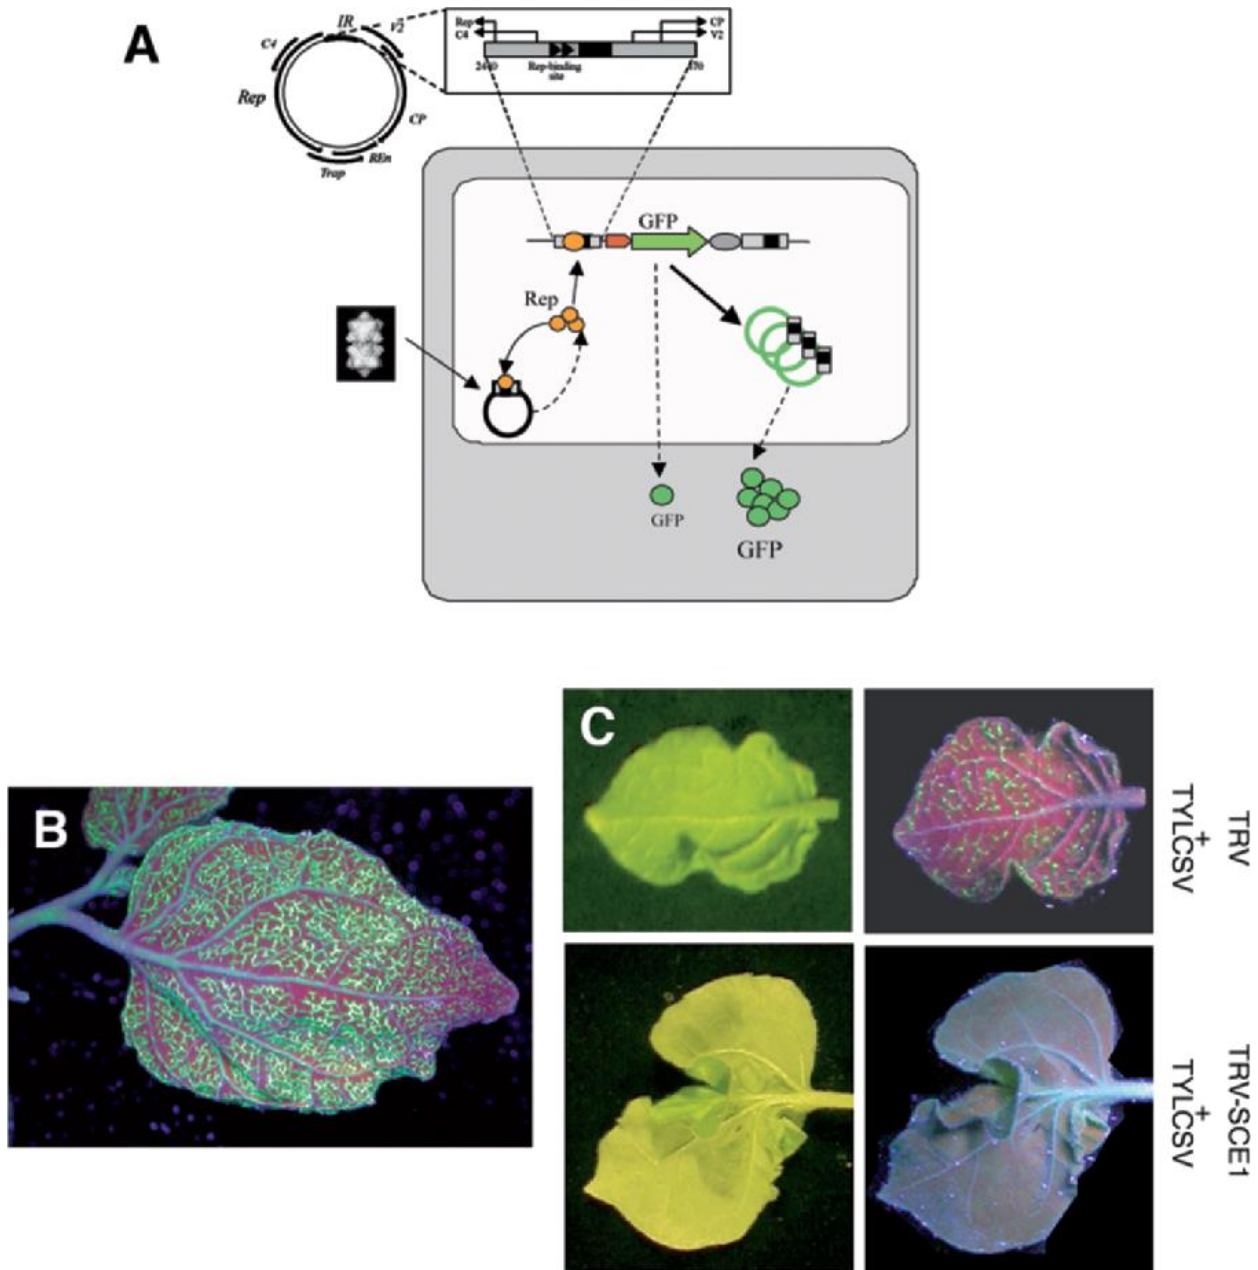 A
IR
V2
C4
Rep
CP
REn
Trap
Rep
C4
CP
V2
Rep-binding
site
GFP
Rep
GFP
GFP
B
C
TRV
+
TYLCSV
TRV-SCE1
+
TYLCSV